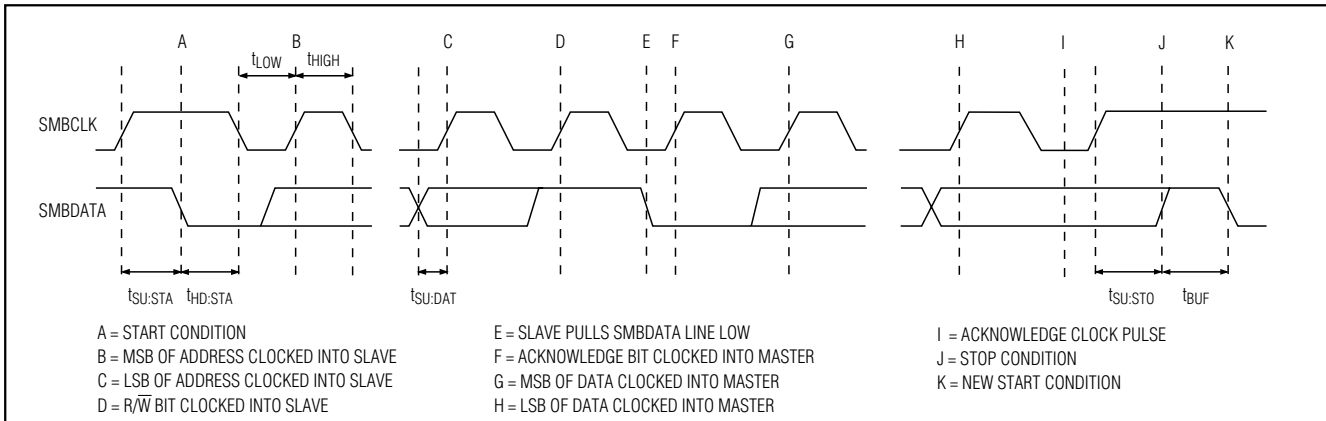 A B C D E F G H I J K
tLOW tHIGH
SMBCLK
SMBDATA
tSU:STA tHD:STA tSU:DAT tSU:STO tBUF
A = START CONDITION
B = MSB OF ADDRESS CLOCKED INTO SLAVE
C = LSB OF ADDRESS CLOCKED INTO SLAVE
D = R/W̅ BIT CLOCKED INTO SLAVE
E = SLAVE PULLS SMBDATA LINE LOW
F = ACKNOWLEDGE BIT CLOCKED INTO MASTER
G = MSB OF DATA CLOCKED INTO MASTER
H = LSB OF DATA CLOCKED INTO MASTER
I = ACKNOWLEDGE CLOCK PULSE
J = STOP CONDITION
K = NEW START CONDITION